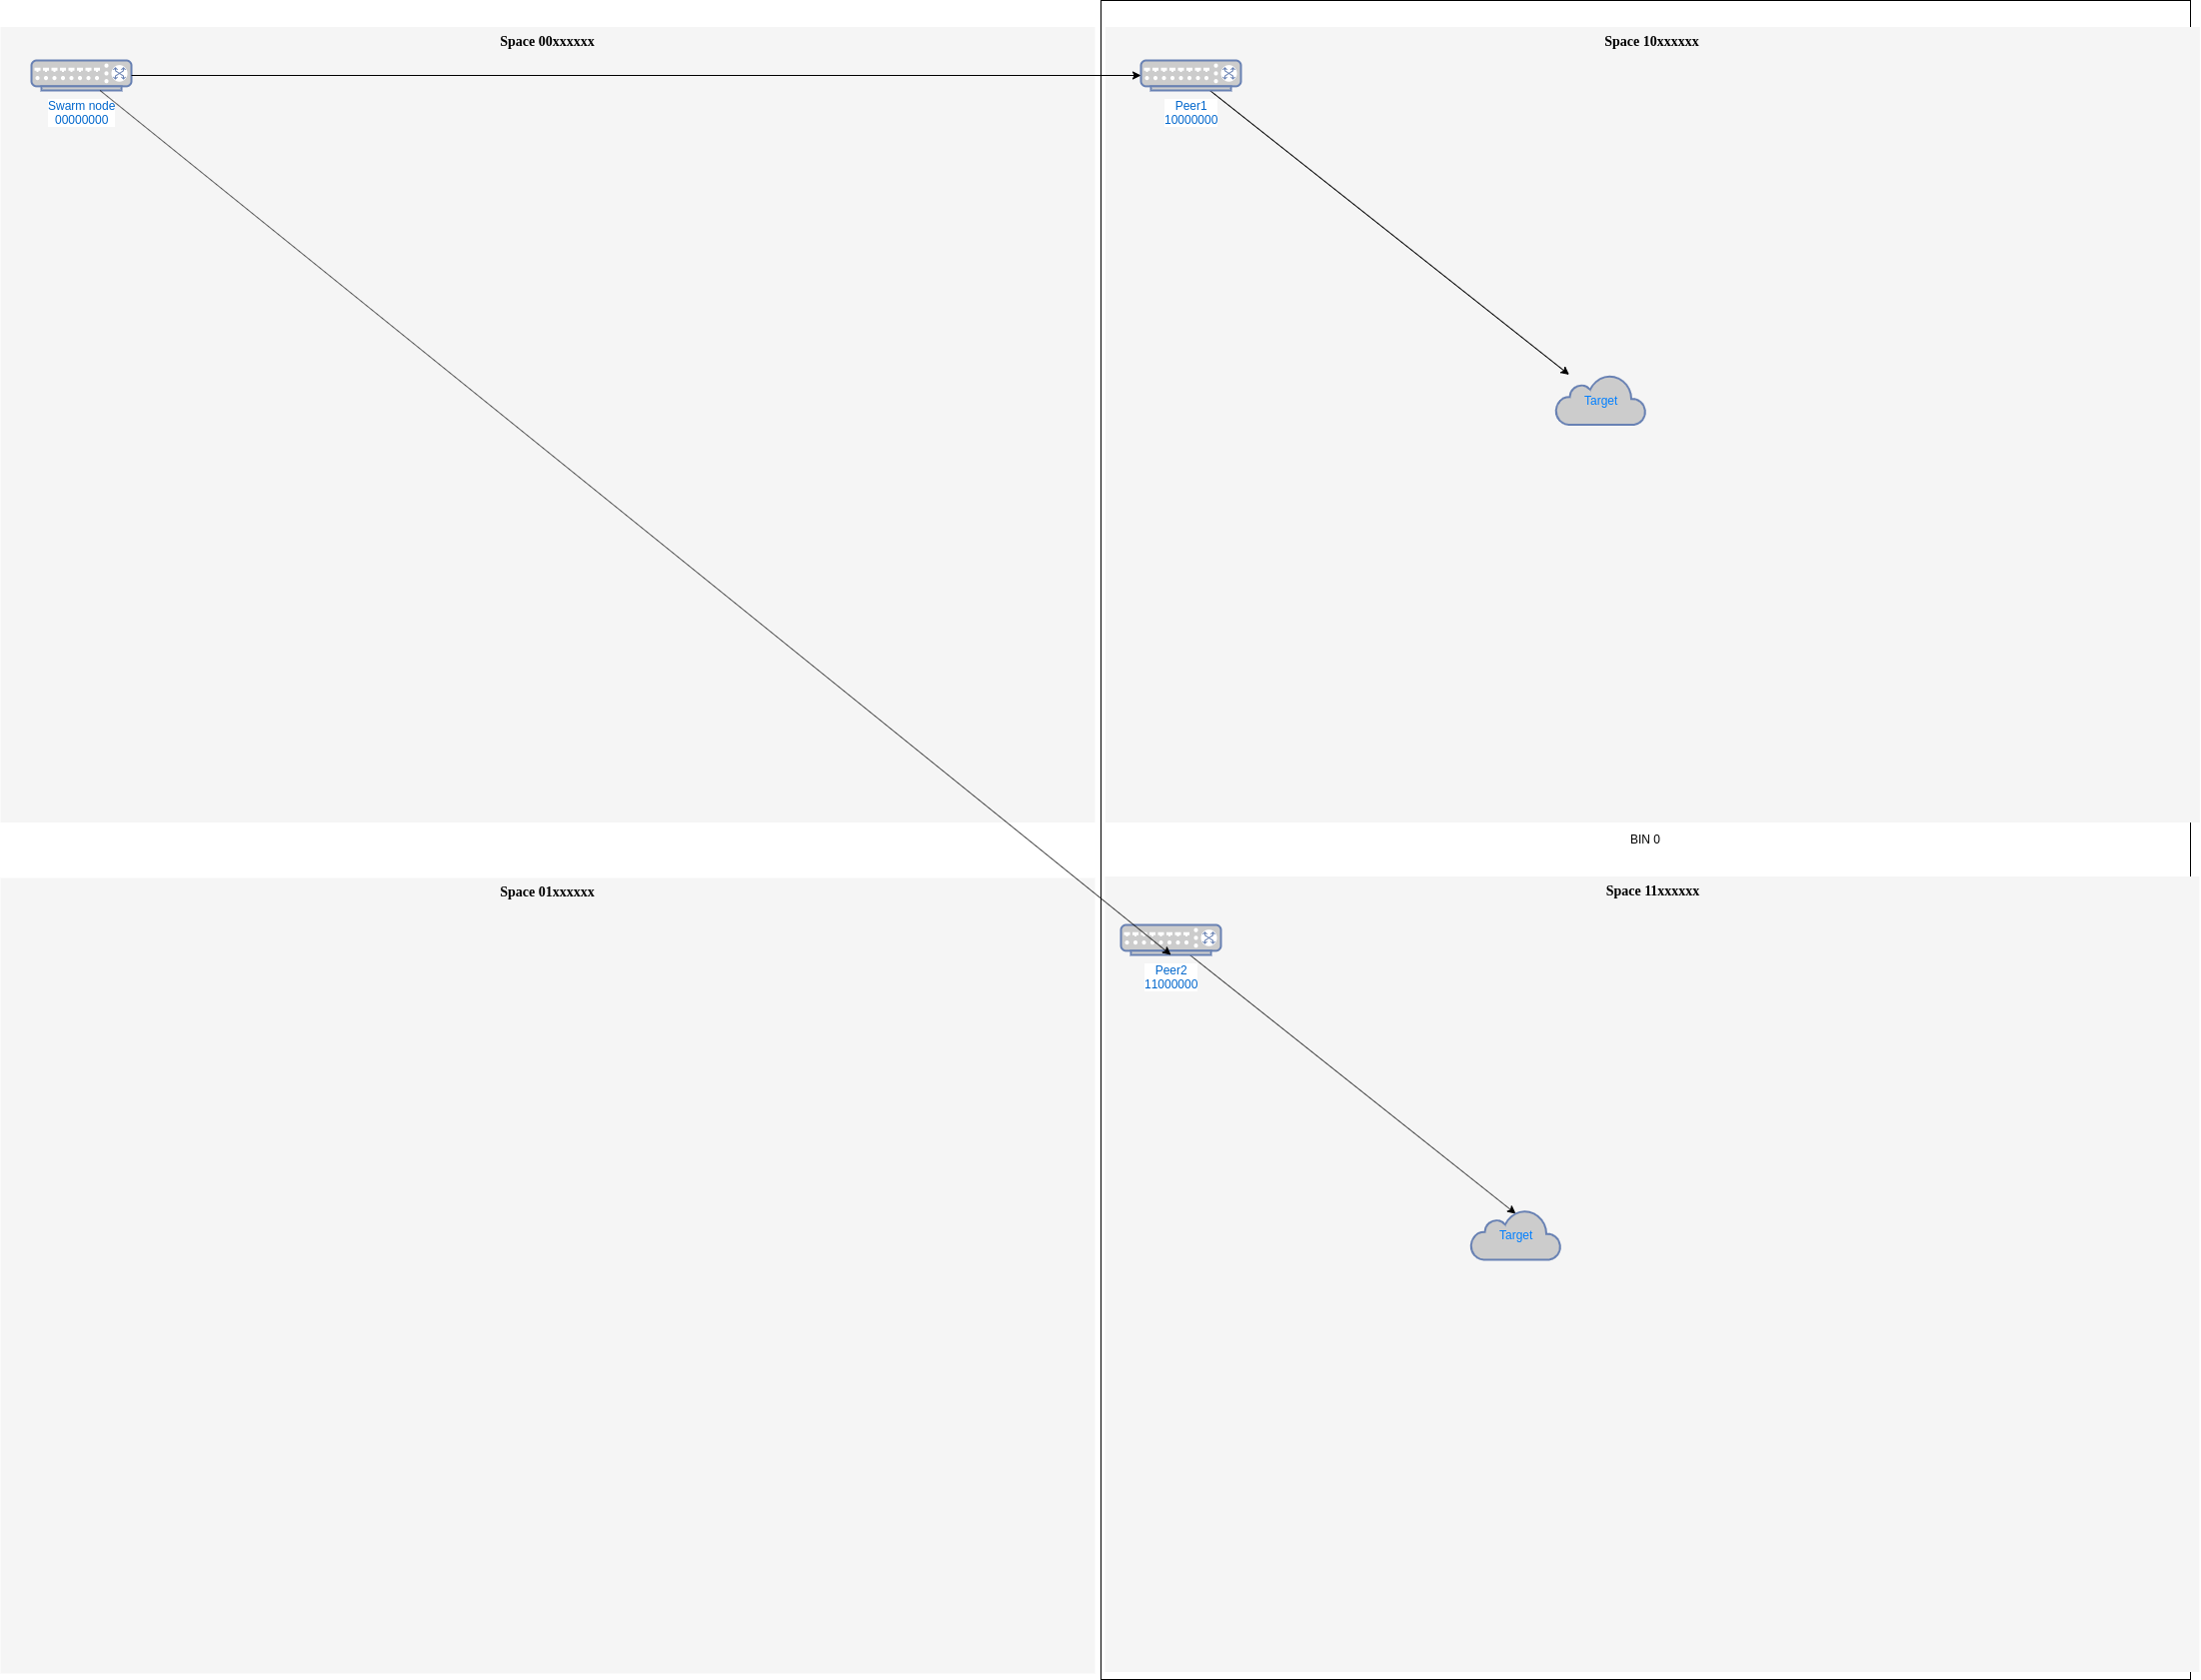 Space 00xxxxxx
Swarm node
00000000
Space 10xxxxxx
Peer1
10000000
Target
BIN 0
Space 01xxxxxx
Space 11xxxxxx
Peer2
11000000
Target